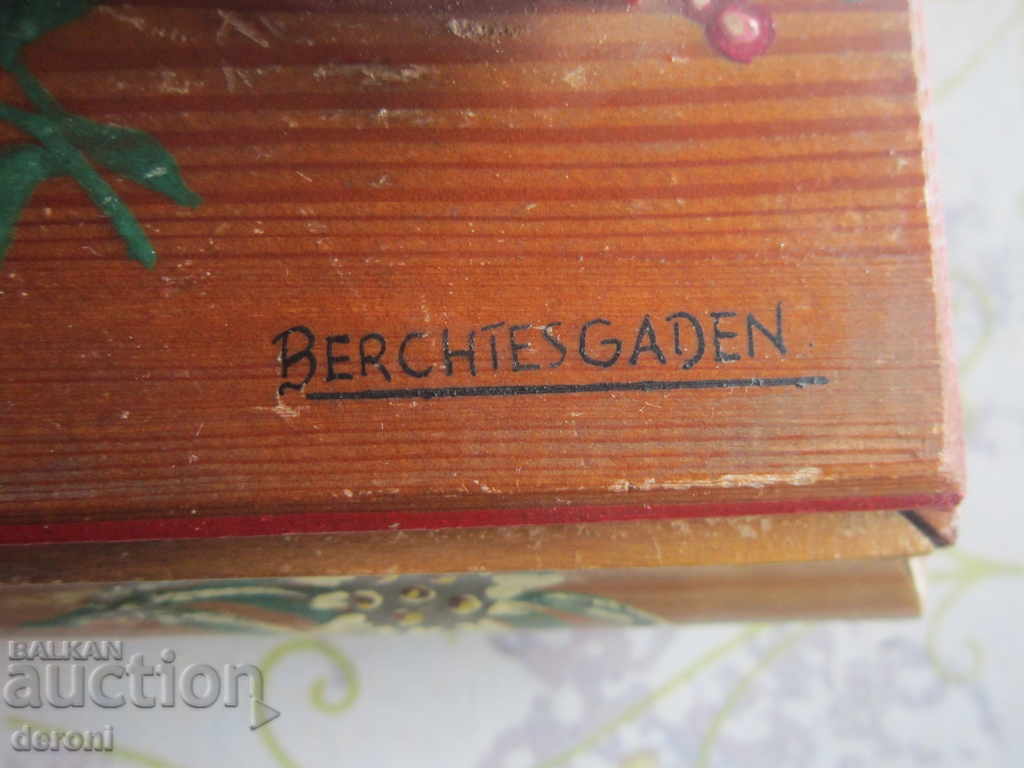 BERCHTESGADEN
BALKAN
auction
deroni